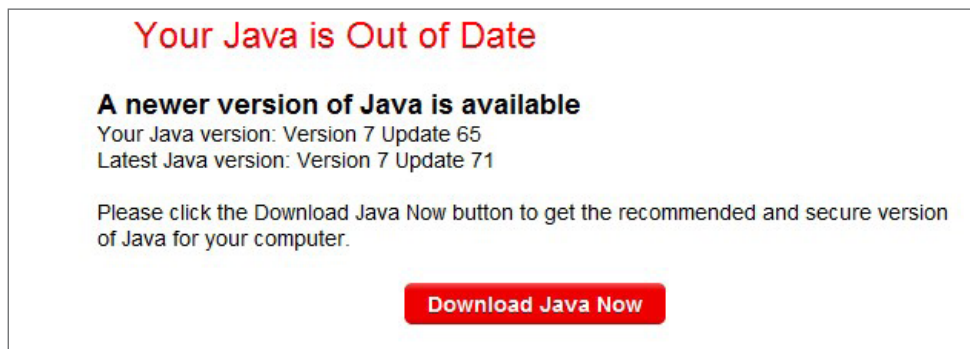 Your Java is Out of Date
A newer version of Java is available
Your Java version: Version 7 Update 65
Latest Java version: Version 7 Update 71
Please click the Download Java Now button to get the recommended and secure version
of Java for your computer.
Download Java Now